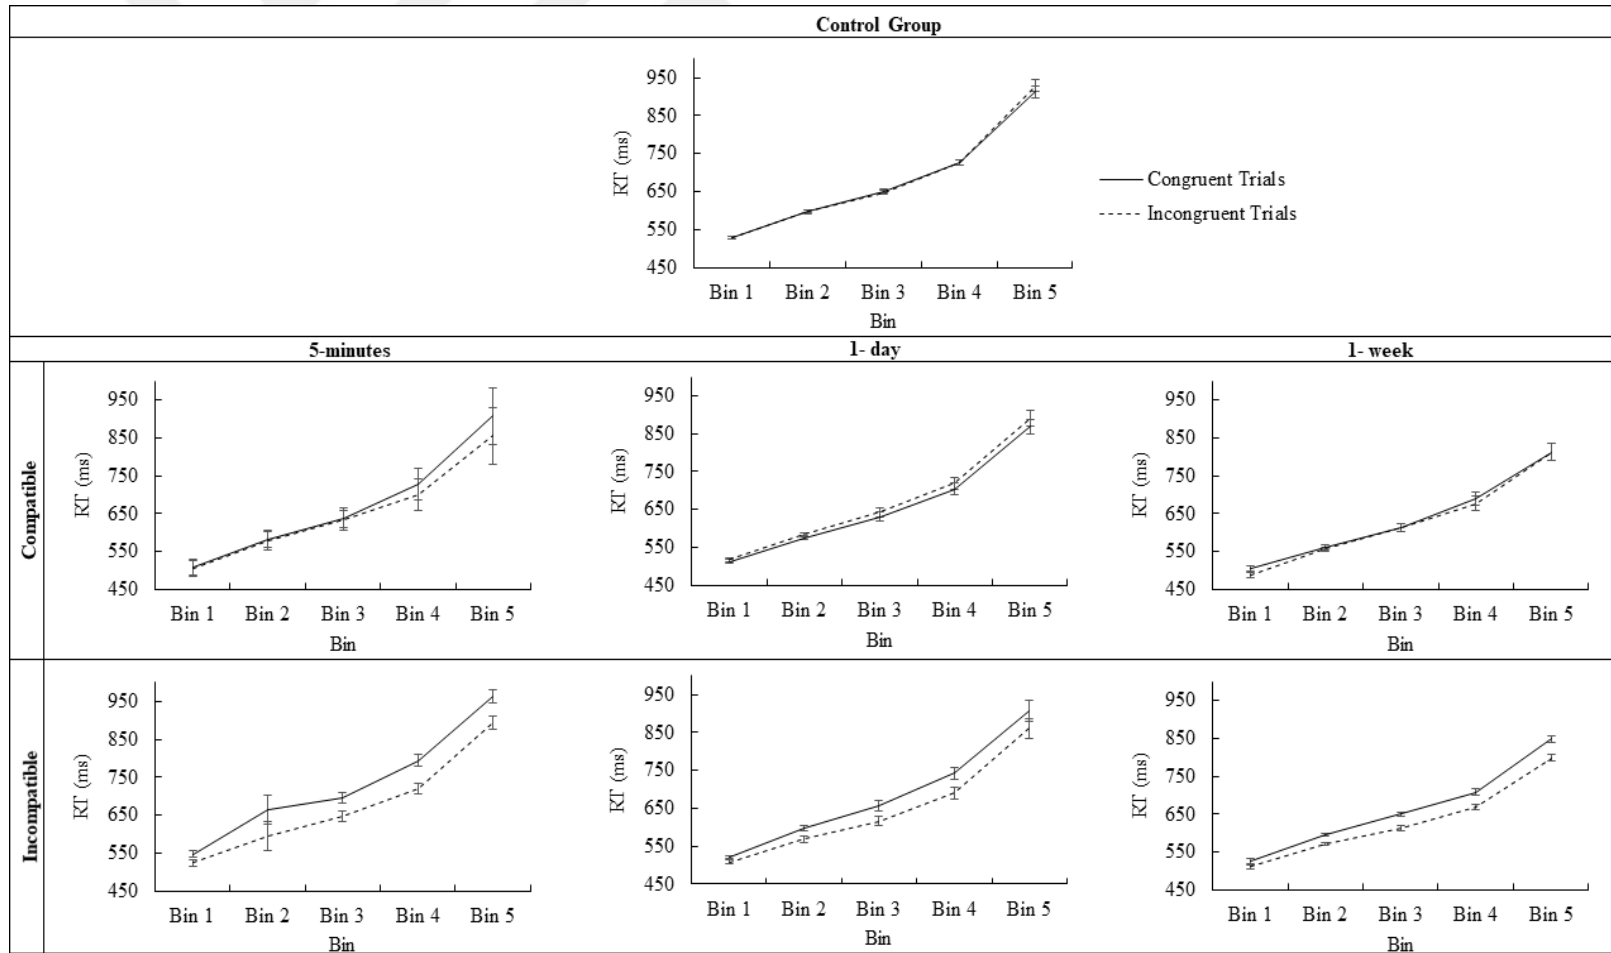 Control Group
950
850
750
650
550
450
RT (ms)
Bin 1 Bin 2 Bin 3 Bin 4 Bin 5
Bin
Congruent Trials
Incongruent Trials
5-minutes 1- day 1- week
Compatible
950
850
750
650
550
450
RT (ms)
Bin 1 Bin 2 Bin 3 Bin 4 Bin 5
Bin
950
850
750
650
550
450
RT (ms)
Bin 1 Bin 2 Bin 3 Bin 4 Bin 5
Bin
950
850
750
650
550
450
RT (ms)
Bin 1 Bin 2 Bin 3 Bin 4 Bin 5
Bin
Incompatible
950
850
750
650
550
450
RT (ms)
Bin 1 Bin 2 Bin 3 Bin 4 Bin 5
Bin
950
850
750
650
550
450
RT (ms)
Bin 1 Bin 2 Bin 3 Bin 4 Bin 5
Bin
950
850
750
650
550
450
RT (ms)
Bin 1 Bin 2 Bin 3 Bin 4 Bin 5
Bin